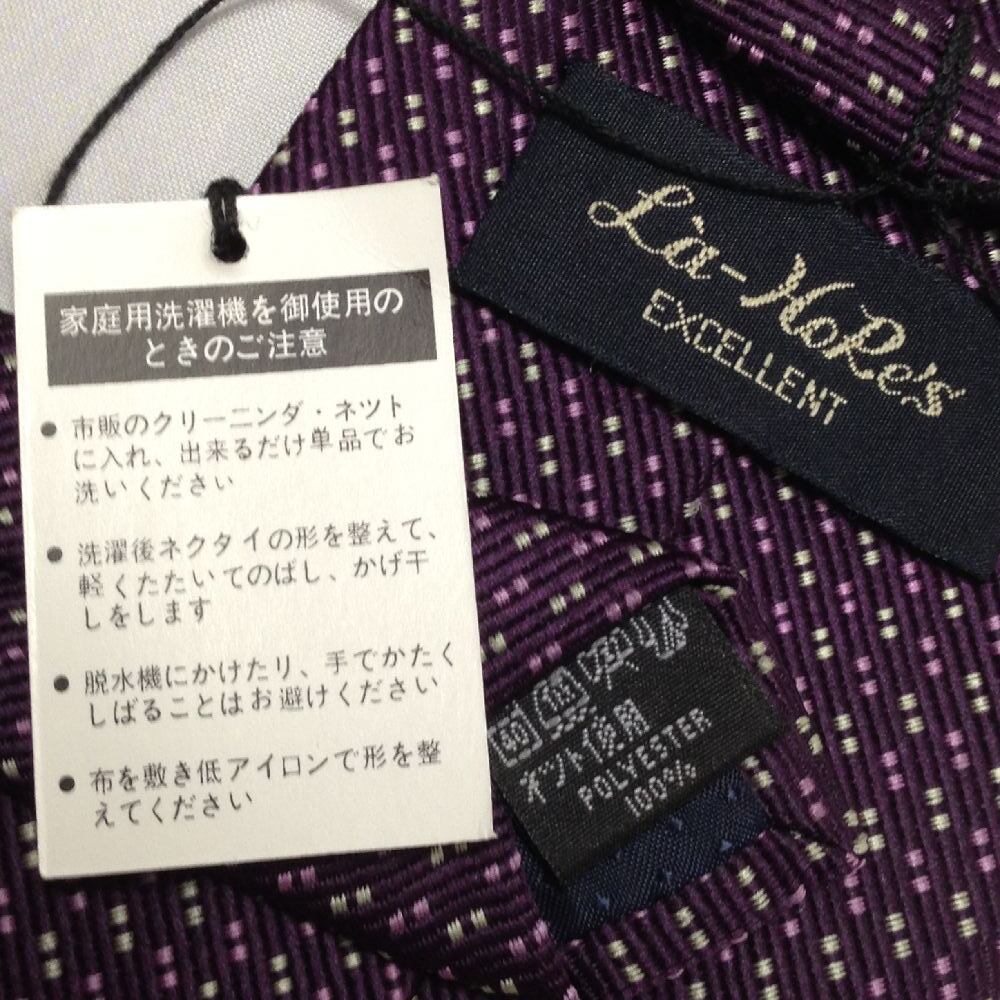 家庭用洗濯機を御使用の
ときのご注意
● 市販のクリーニンダ・ネツト
に入れ、出来るだけ単品でお
洗いください
● 洗濯後ネクタイの形を整えて、
軽くたたいてのばし、かげ干
しをします
● 脱水機にかけたり、手でかたく
しばることはお避けください
● 布を敷き低アイロンで形を整
えてください
La-HoRe's
EXCELLENT
ネット使用
POLYESTER
100%